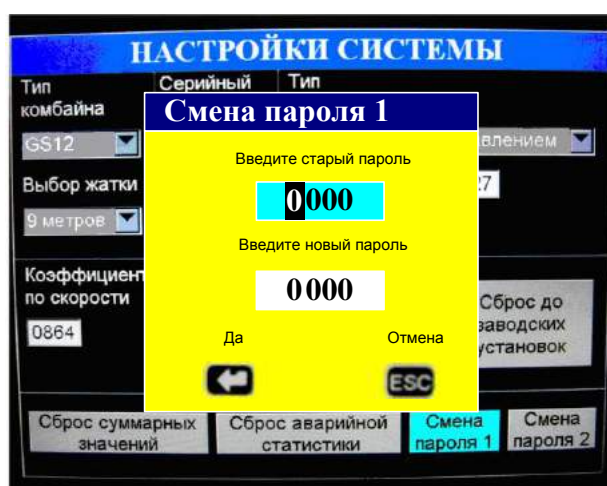 НАСТРОЙКИ СИСТЕМЫ
Тип
комбайна
Серийный
Тип
GS12
влением
Выбор жатки
27
9 метров
Коэффициент
по скорости
0864
Смена пароля 1
Введите старый пароль
0000
Введите новый пароль
0000
Да
Отмена
ESC
Сброс до
заводских
установок
Сброс суммарных
значений
Сброс аварийной
статистики
Смена
пароля 1
Смена
пароля 2